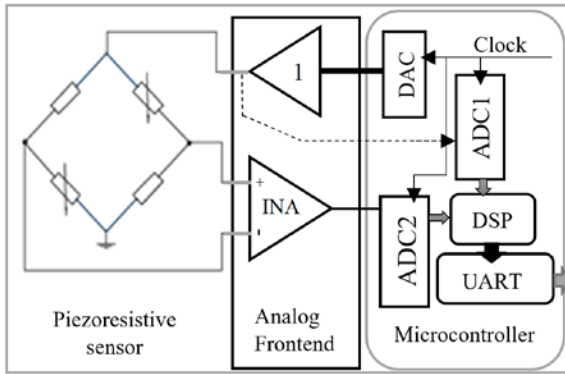 Clock
1
DAC
ADC1
+
INA
-
ADC2
DSP
UART
Piezoresistive
sensor
Analog
Frontend
Microcontroller